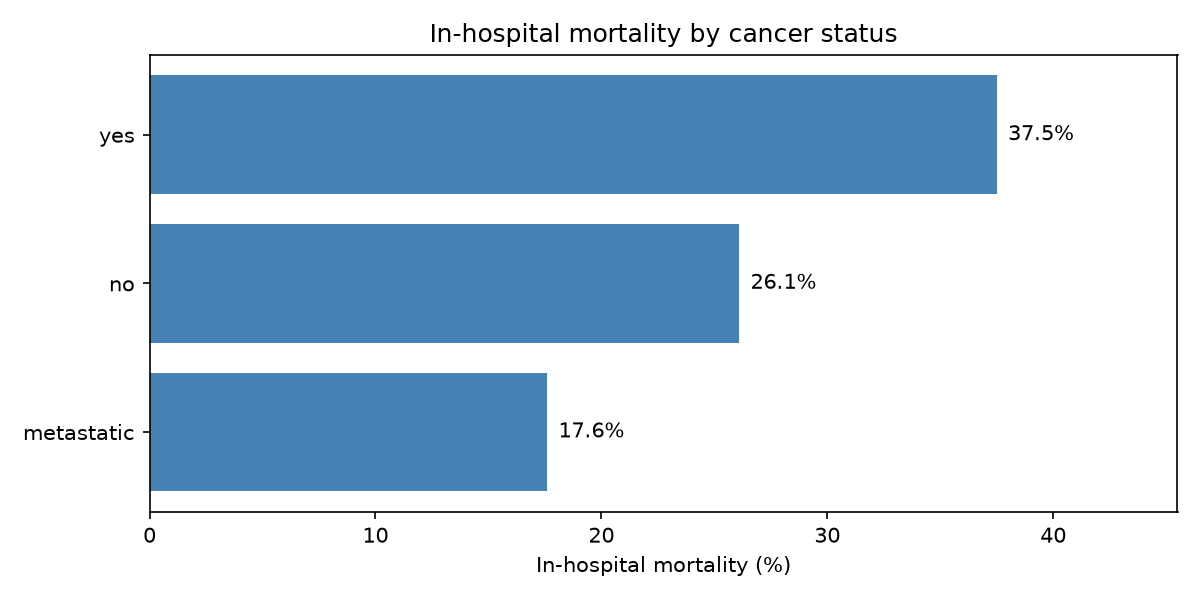 In-hospital mortality by cancer status
yes
37.5%
no
26.1%
metastatic
17.6%
0 10 20 30 40
In-hospital mortality (%)